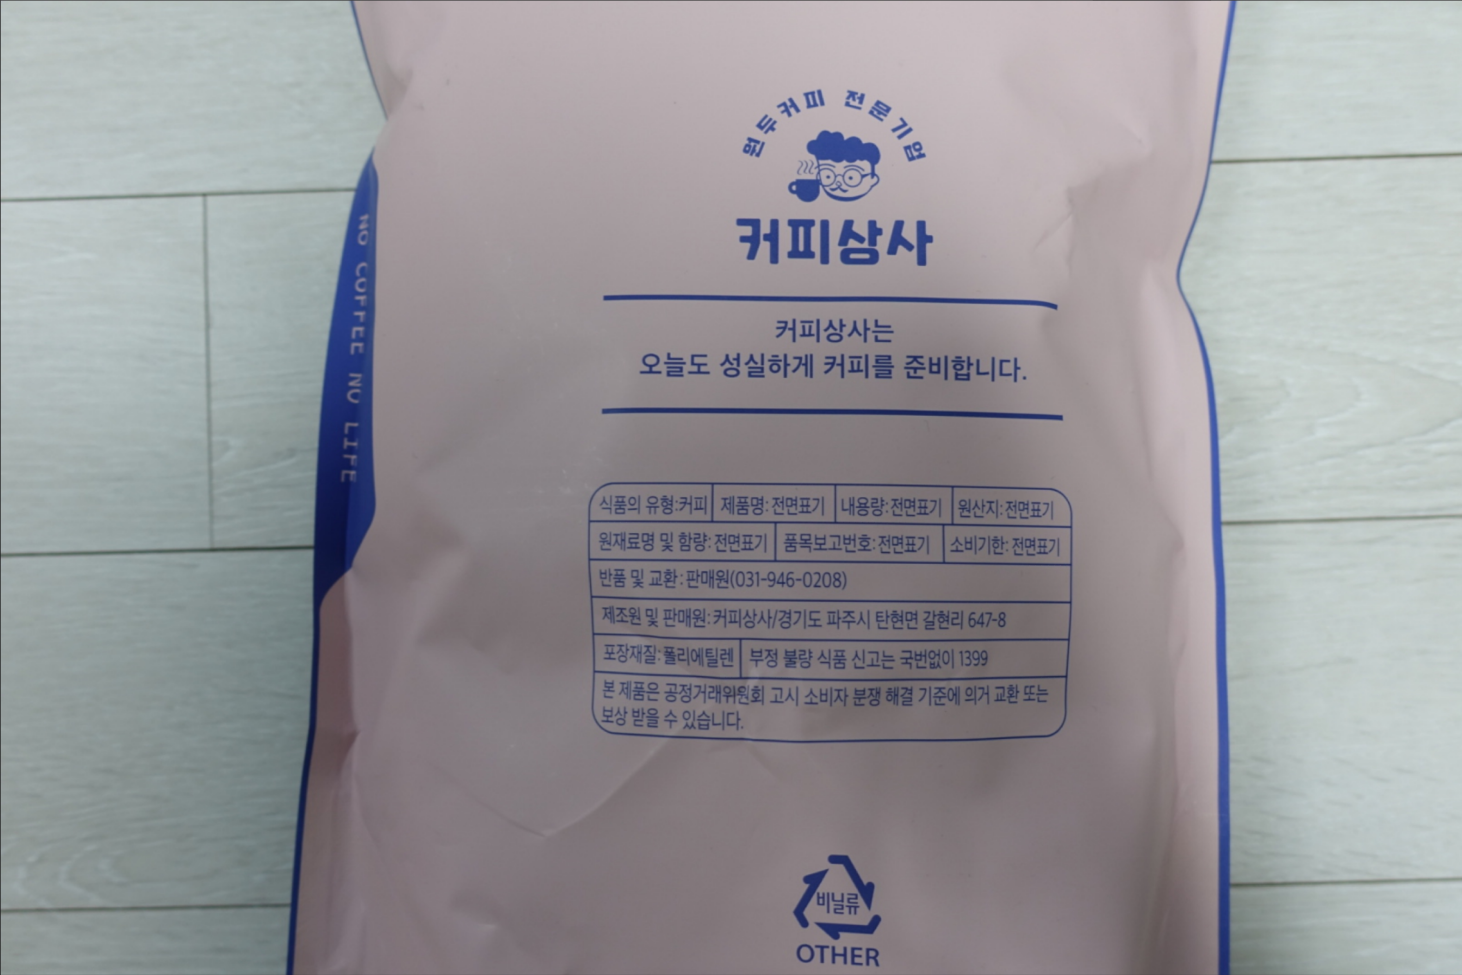 원두커피 전문기업
커피상사
커피상사는
오늘도 성실하게 커피를 준비합니다.
NO COFFEE NO LIFE
식품의 유형:커피 제품명: 전면표기 내용량: 전면표기 원산지: 전면표기
원재료명 및 함량: 전면표기 품목보고번호: 전면표기 소비기한: 전면표기
반품 및 교환 : 판매원(031-946-0208)
제조원 및 판매원: 커피상사/경기도 파주시 탄현면 갈현리 647-8
포장재질: 폴리에틸렌 부정 불량 식품 신고는 국번없이 1399
본 제품은 공정거래위원회 고시 소비자 분쟁 해결 기준에 의거 교환 또는
보상 받을 수 있습니다.
비닐류
OTHER